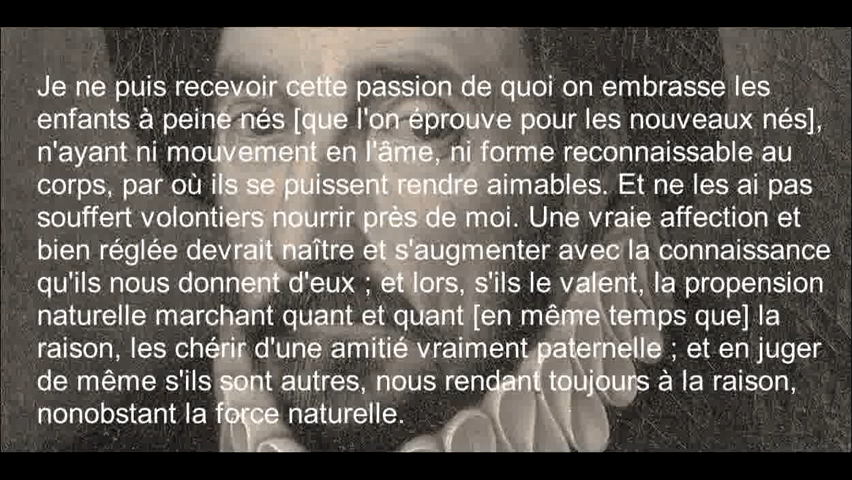 Je ne puis recevoir cette passion de quoi on embrasse les
enfants à peine nés [que l'on éprouve pour les nouveaux nés],
n'ayant ni mouvement en l'âme, ni forme reconnaissable au
corps, par où ils se puissent rendre aimables. Et ne les ai pas
souffert volontiers nourrir près de moi. Une vraie affection et
bien réglée devrait naître et s'augmenter avec la connaissance
qu'ils nous donnent d'eux ; et lors, s'ils le valent, la propension
naturelle marchant quant et quant [en même temps que] la
raison, les chérir d'une amitié vraiment paternelle ; et en juger
de même s'ils sont autres, nous rendant toujours à la raison,
nonobstant la force naturelle.